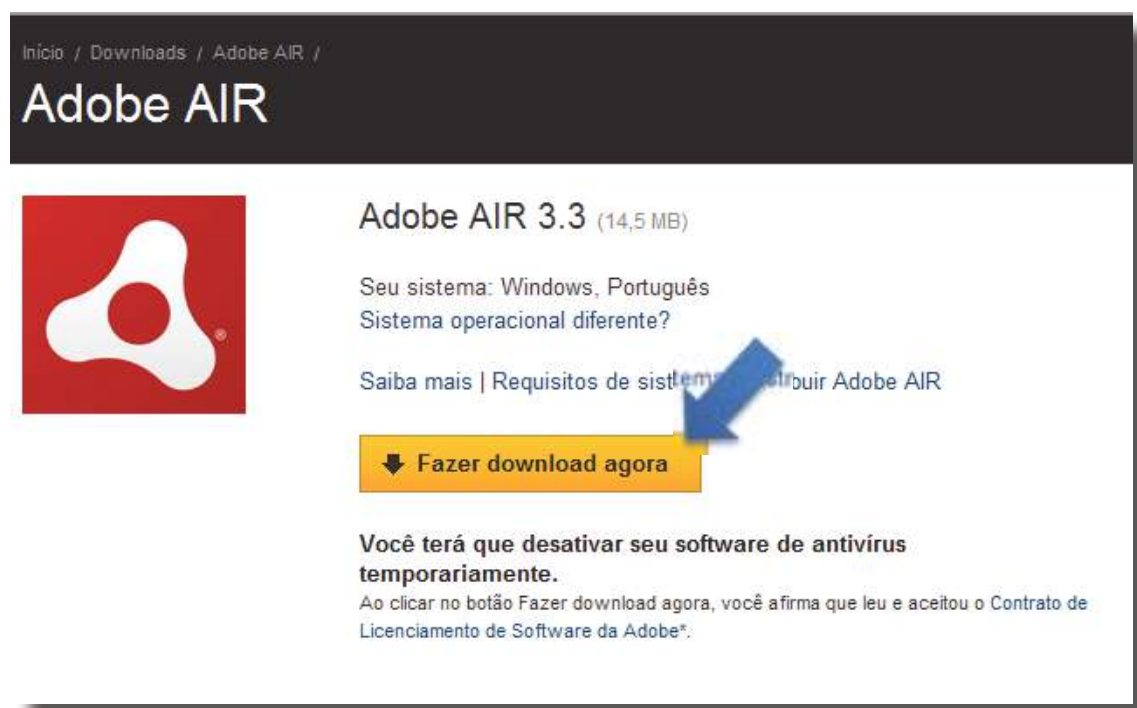 Início / Downloads / Adobe AIR /
Adobe AIR
Adobe AIR 3.3 (14,5 MB)
Seu sistema: Windows, Português
Sistema operacional diferente?
Saiba mais | Requisitos de sistema buir Adobe AIR
Fazer download agora
Você terá que desativar seu software de antivírus
temporariamente.
Ao clicar no botão Fazer download agora, você afirma que leu e aceitou o Contrato de
Licenciamento de Software da Adobe*.
®